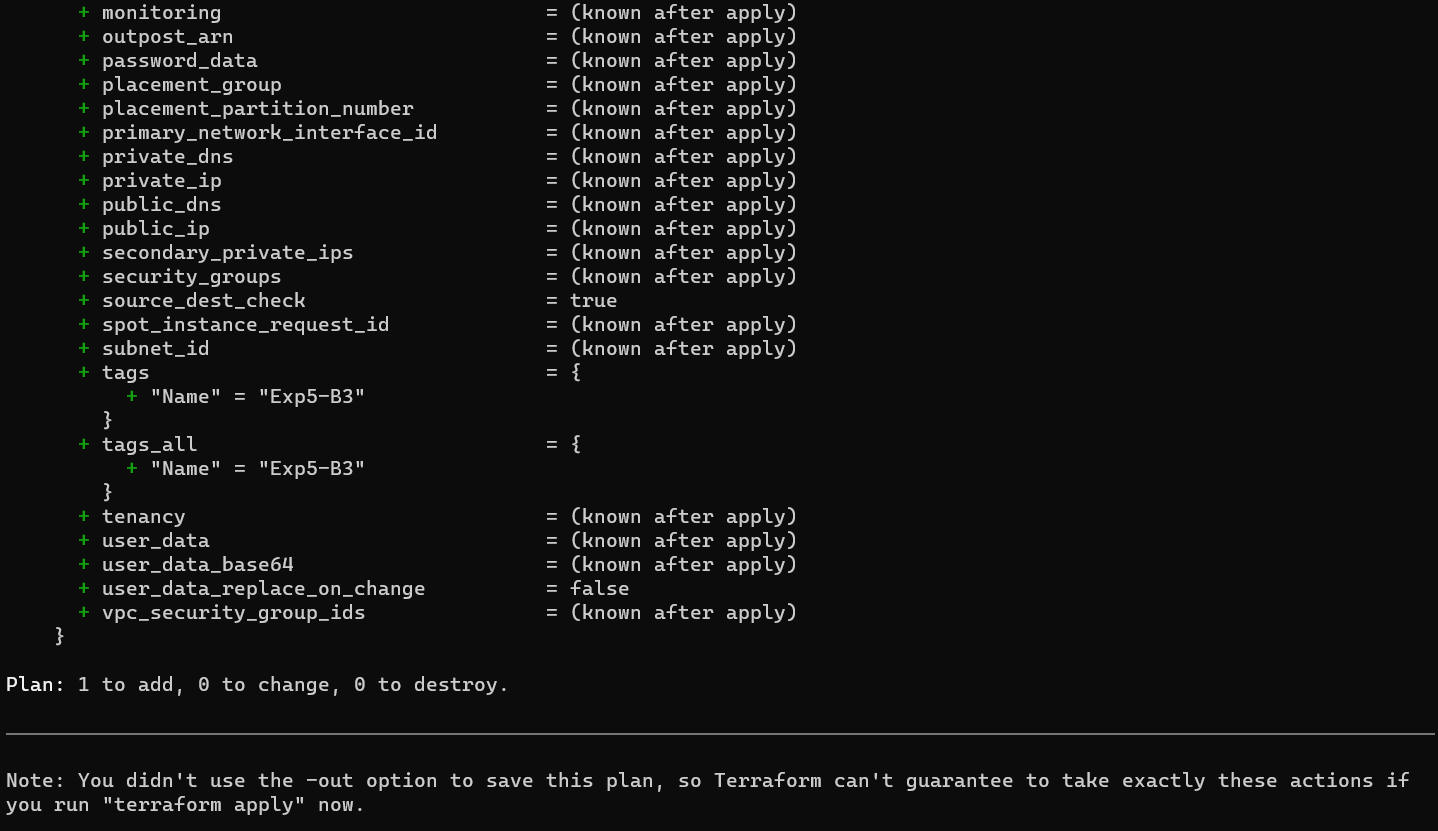 + monitoring = (known after apply)
+ outpost_arn = (known after apply)
+ password_data = (known after apply)
+ placement_group = (known after apply)
+ placement_partition_number = (known after apply)
+ primary_network_interface_id = (known after apply)
+ private_dns = (known after apply)
+ private_ip = (known after apply)
+ public_dns = (known after apply)
+ public_ip = (known after apply)
+ secondary_private_ips = (known after apply)
+ security_groups = (known after apply)
+ source_dest_check = true
+ spot_instance_request_id = (known after apply)
+ subnet_id = (known after apply)
+ tags = {
+ "Name" = "Exp5-B3"
}
+ tags_all = {
+ "Name" = "Exp5-B3"
}
+ tenancy = (known after apply)
+ user_data = (known after apply)
+ user_data_base64 = (known after apply)
+ user_data_replace_on_change = false
+ vpc_security_group_ids = (known after apply)
}
Plan: 1 to add, 0 to change, 0 to destroy.
Note: You didn't use the -out option to save this plan, so Terraform can't guarantee to take exactly these actions if
you run "terraform apply" now.